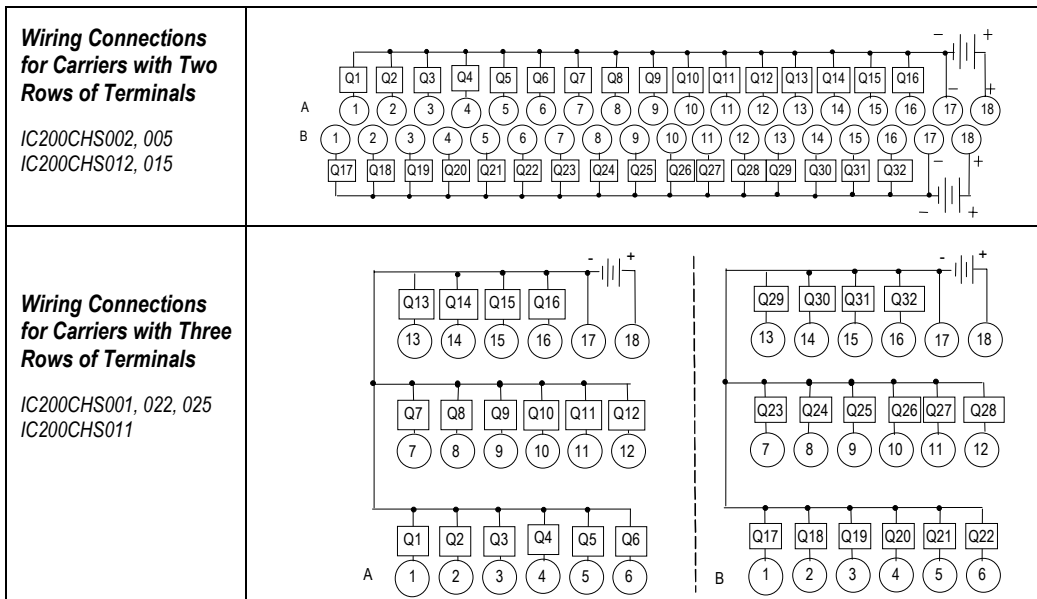 Wiring Connections
for Carriers with Two
Rows of Terminals
IC200CHS002, 005
IC200CHS012, 015
− +
Q1 Q2 Q3 Q4 Q5 Q6 Q7 Q8 Q9 Q10 Q11 Q12 Q13 Q14 Q15 Q16
− +
A 1 2 3 4 5 6 7 8 9 10 11 12 13 14 15 16 17 18
B 1 2 3 4 5 6 7 8 9 10 11 12 13 14 15 16 17 18
Q17 Q18 Q19 Q20 Q21 Q22 Q23 Q24 Q25 Q26 Q27 Q28 Q29 Q30 Q31 Q32
− +
− +
Wiring Connections
for Carriers with Three
Rows of Terminals
IC200CHS001, 022, 025
IC200CHS011
- +
Q13 Q14 Q15 Q16
13 14 15 16 17 18
Q7 Q8 Q9 Q10 Q11 Q12
7 8 9 10 11 12
Q1 Q2 Q3 Q4 Q5 Q6
A 1 2 3 4 5 6
- +
Q29 Q30 Q31 Q32
13 14 15 16 17 18
Q23 Q24 Q25 Q26 Q27 Q28
7 8 9 10 11 12
Q17 Q18 Q19 Q20 Q21 Q22
B 1 2 3 4 5 6